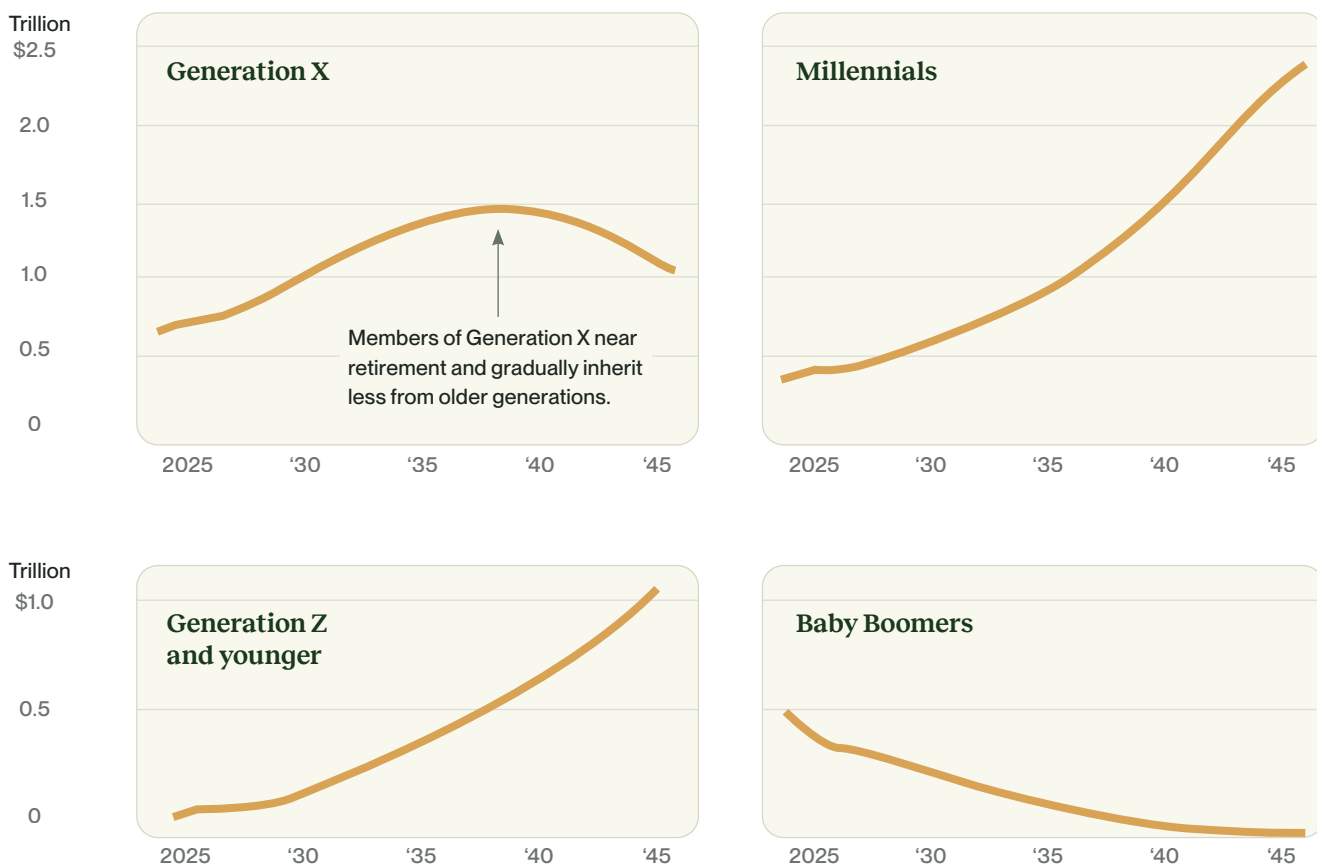 Trillion
$2.5
2.0
1.5
1.0
0.5
0
Generation X
Members of Generation X near
retirement and gradually inherit
less from older generations.
2025 ‘30 ‘35 ‘40 ‘45
Millennials
2025 ‘30 ‘35 ‘40 ‘45
Trillion
$1.0
0.5
0
Generation Z
and younger
2025 ‘30 ‘35 ‘40 ‘45
Baby Boomers
2025 ‘30 ‘35 ‘40 ‘45